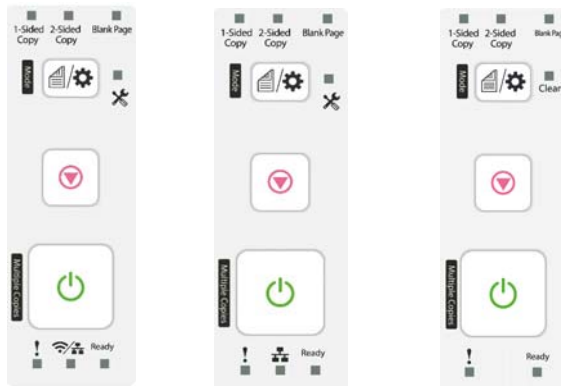 1-Sided Copy
2-Sided Copy
Blank Page
Mode
Multiple Copies
!
Ready
1-Sided Copy
2-Sided Copy
Blank Page
Mode
Multiple Copies
!
Ready
1-Sided Copy
2-Sided Copy
Blank Page
Mode
Clean
Multiple Copies
!
Ready